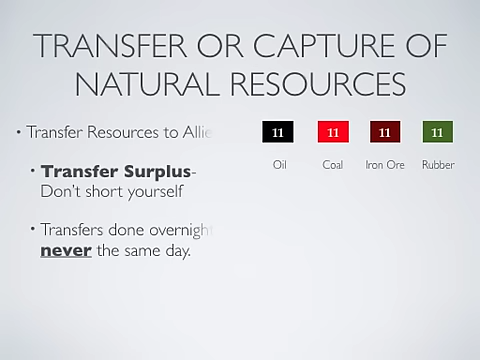 TRANSFER OR CAPTURE OF
NATURAL RESOURCES
• Transfer Resources to Allie
11 11 11 11
Oil Coal Iron Ore Rubber
• Transfer Surplus-
Don't short yourself
• Transfers done overnight
never the same day.